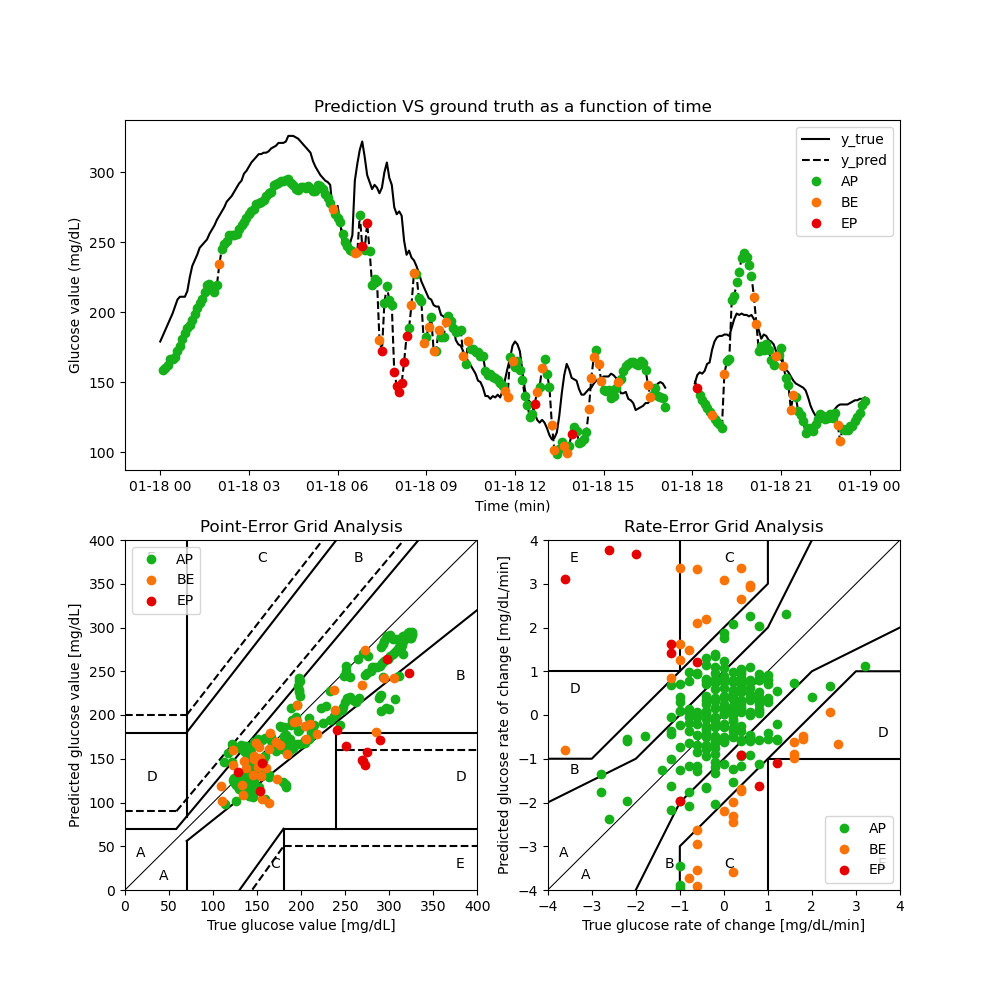 Prediction VS ground truth as a function of time
Glucose value (mg/dL)
300
250
200
150
100
y_true
y_pred
AP
BE
EP
01-18 00 01-18 03 01-18 06 01-18 09 01-18 12 01-18 15 01-18 18 01-18 21 01-19 00
Time (min)
Point-Error Grid Analysis
Predicted glucose value [mg/dL]
400
350
300
250
200
150
100
50
0
AP
BE
EP
C
B
B
D
D
A
A
C
E
0 50 100 150 200 250 300 350 400
True glucose value [mg/dL]
Rate-Error Grid Analysis
Predicted glucose rate of change [mg/dL/min]
4
3
2
1
0
−1
−2
−3
−4
E
C
D
D
B
A
A
B
C
AP
BE
EP
−4 −3 −2 −1 0 1 2 3 4
True glucose rate of change [mg/dL/min]